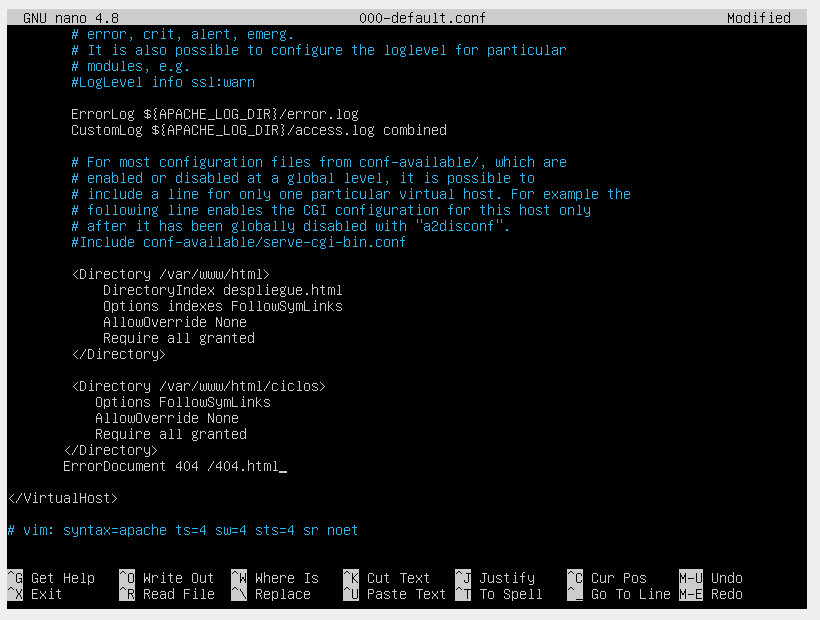 GNU nano 4.8 000-default.conf Modified
# error, crit, alert, emerg.
# It is also possible to configure the loglevel for particular
# modules, e.g.
#LogLevel info ssl:warn
ErrorLog ${APACHE_LOG_DIR}/error.log
CustomLog ${APACHE_LOG_DIR}/access.log combined
# For most configuration files from conf-available/, which are
# enabled or disabled at a global level, it is possible to
# include a line for only one particular virtual host. For example the
# following line enables the CGI configuration for this host only
# after it has been globally disabled with "a2disconf".
#Include conf-available/serve-cgi-bin.conf
<Directory /var/www/html>
DirectoryIndex despliegue.html
Options indexes FollowSymLinks
AllowOverride None
Require all granted
</Directory>
<Directory /var/www/html/ciclos>
Options FollowSymLinks
AllowOverride None
Require all granted
</Directory>
ErrorDocument 404 /404.html_
</VirtualHost>
# vim: syntax=apache ts=4 sw=4 sts=4 sr noet
^G Get Help ^O Write Out ^W Where Is ^K Cut Text ^J Justify ^C Cur Pos M-U Undo
^X Exit ^R Read File ^\ Replace ^U Paste Text ^T To Spell ^_ Go To Line M-E Redo